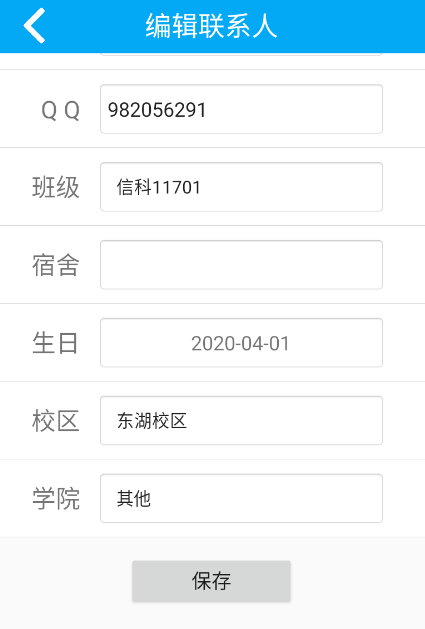 编辑联系人
Q Q 982056291
班级 信科11701
宿舍
生日 2020-04-01
校区 东湖校区
学院 其他
保存